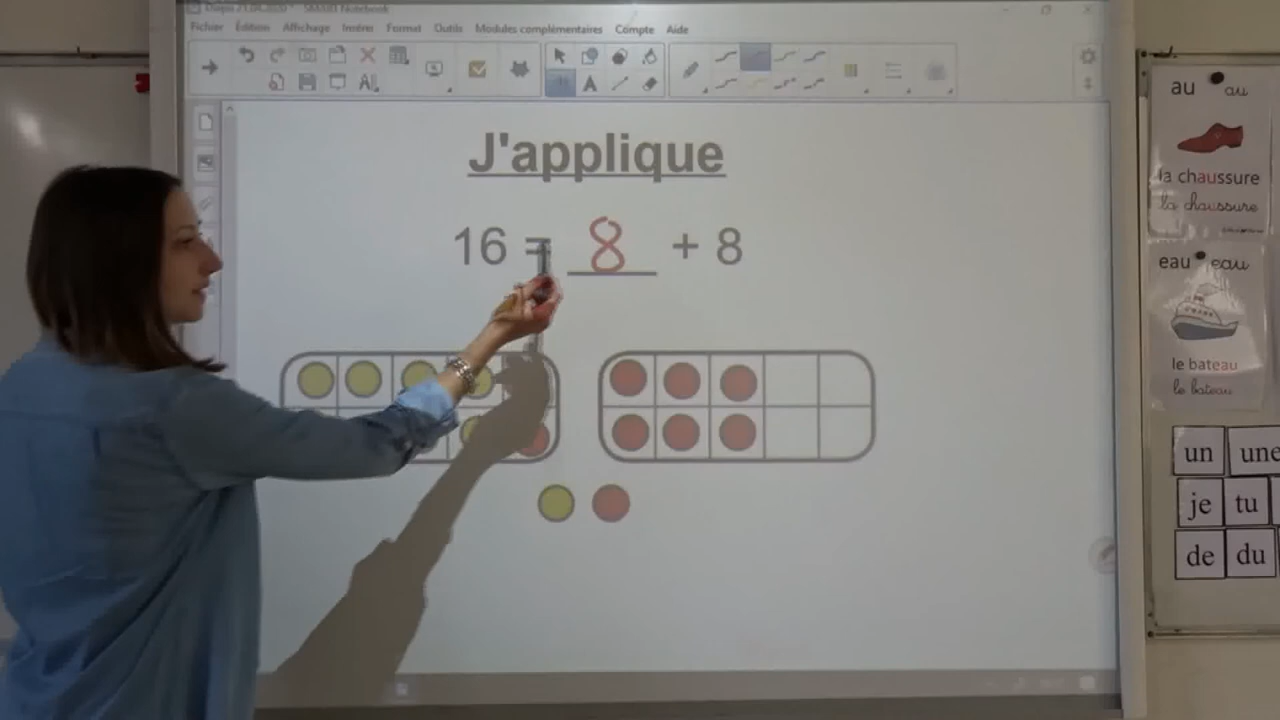 Fichier Édition Affichage Insérer Format Outils Modules complémentaires Compte Aide
J'applique
16 = 8 + 8
au au
la chaussure
la chaussure
eau eau
le bateau
le bateau
un une
je tu
de du